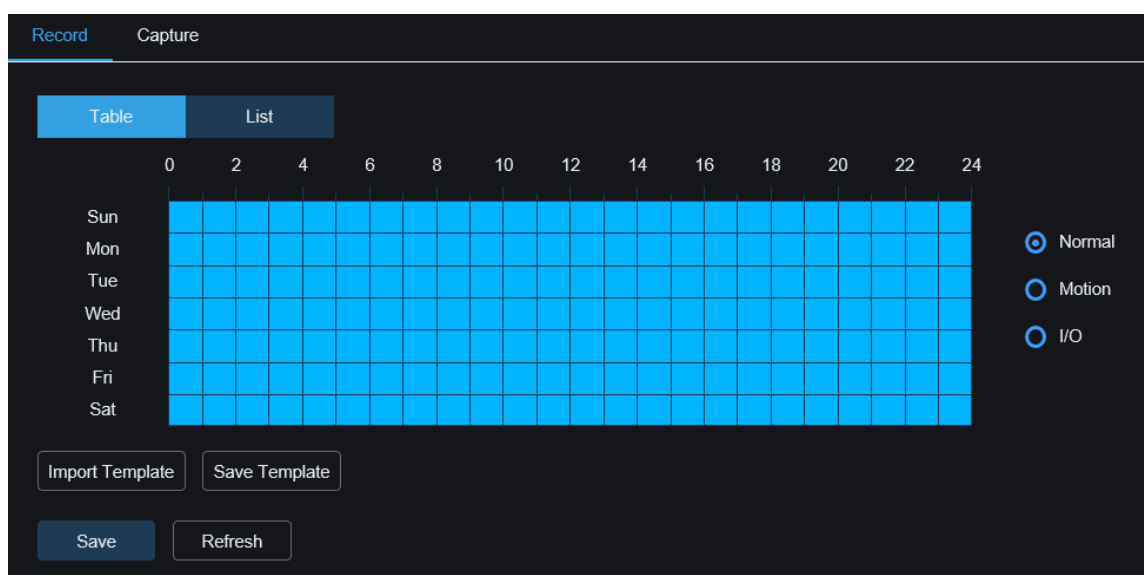 Record Capture
Table List
0 2 4 6 8 10 12 14 16 18 20 22 24
Sun
Mon
Tue
Wed
Thu
Fri
Sat
Normal
Motion
I/O
Import Template Save Template
Save Refresh